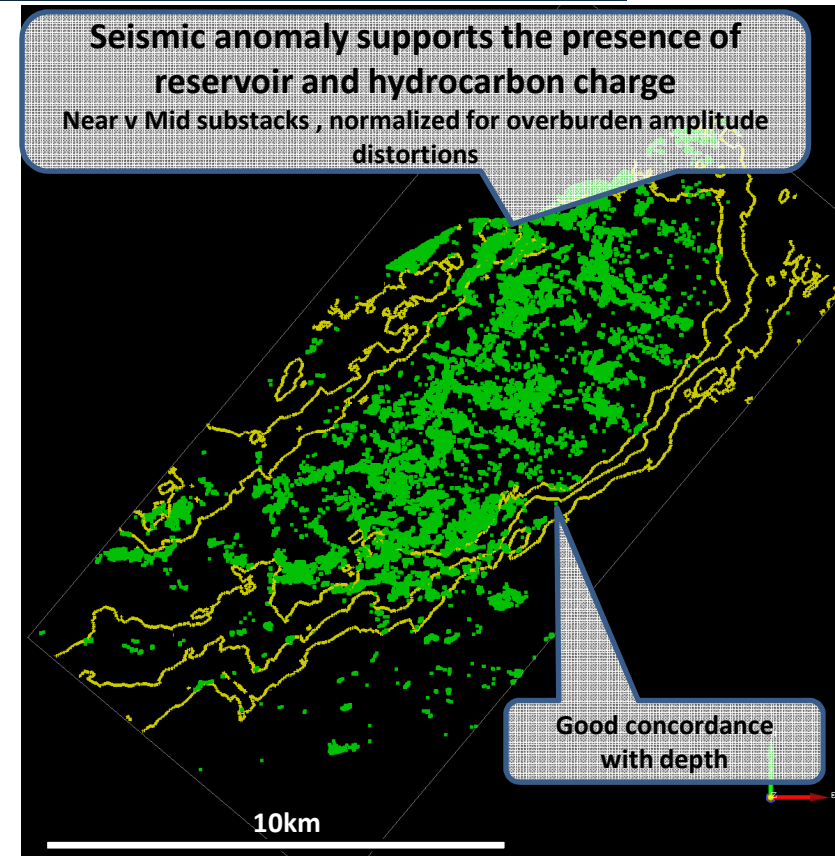 Seismic anomaly supports the presence of
reservoir and hydrocarbon charge
Near v Mid substacks , normalized for overburden amplitude
distortions
Good concordance
with depth
10km
E